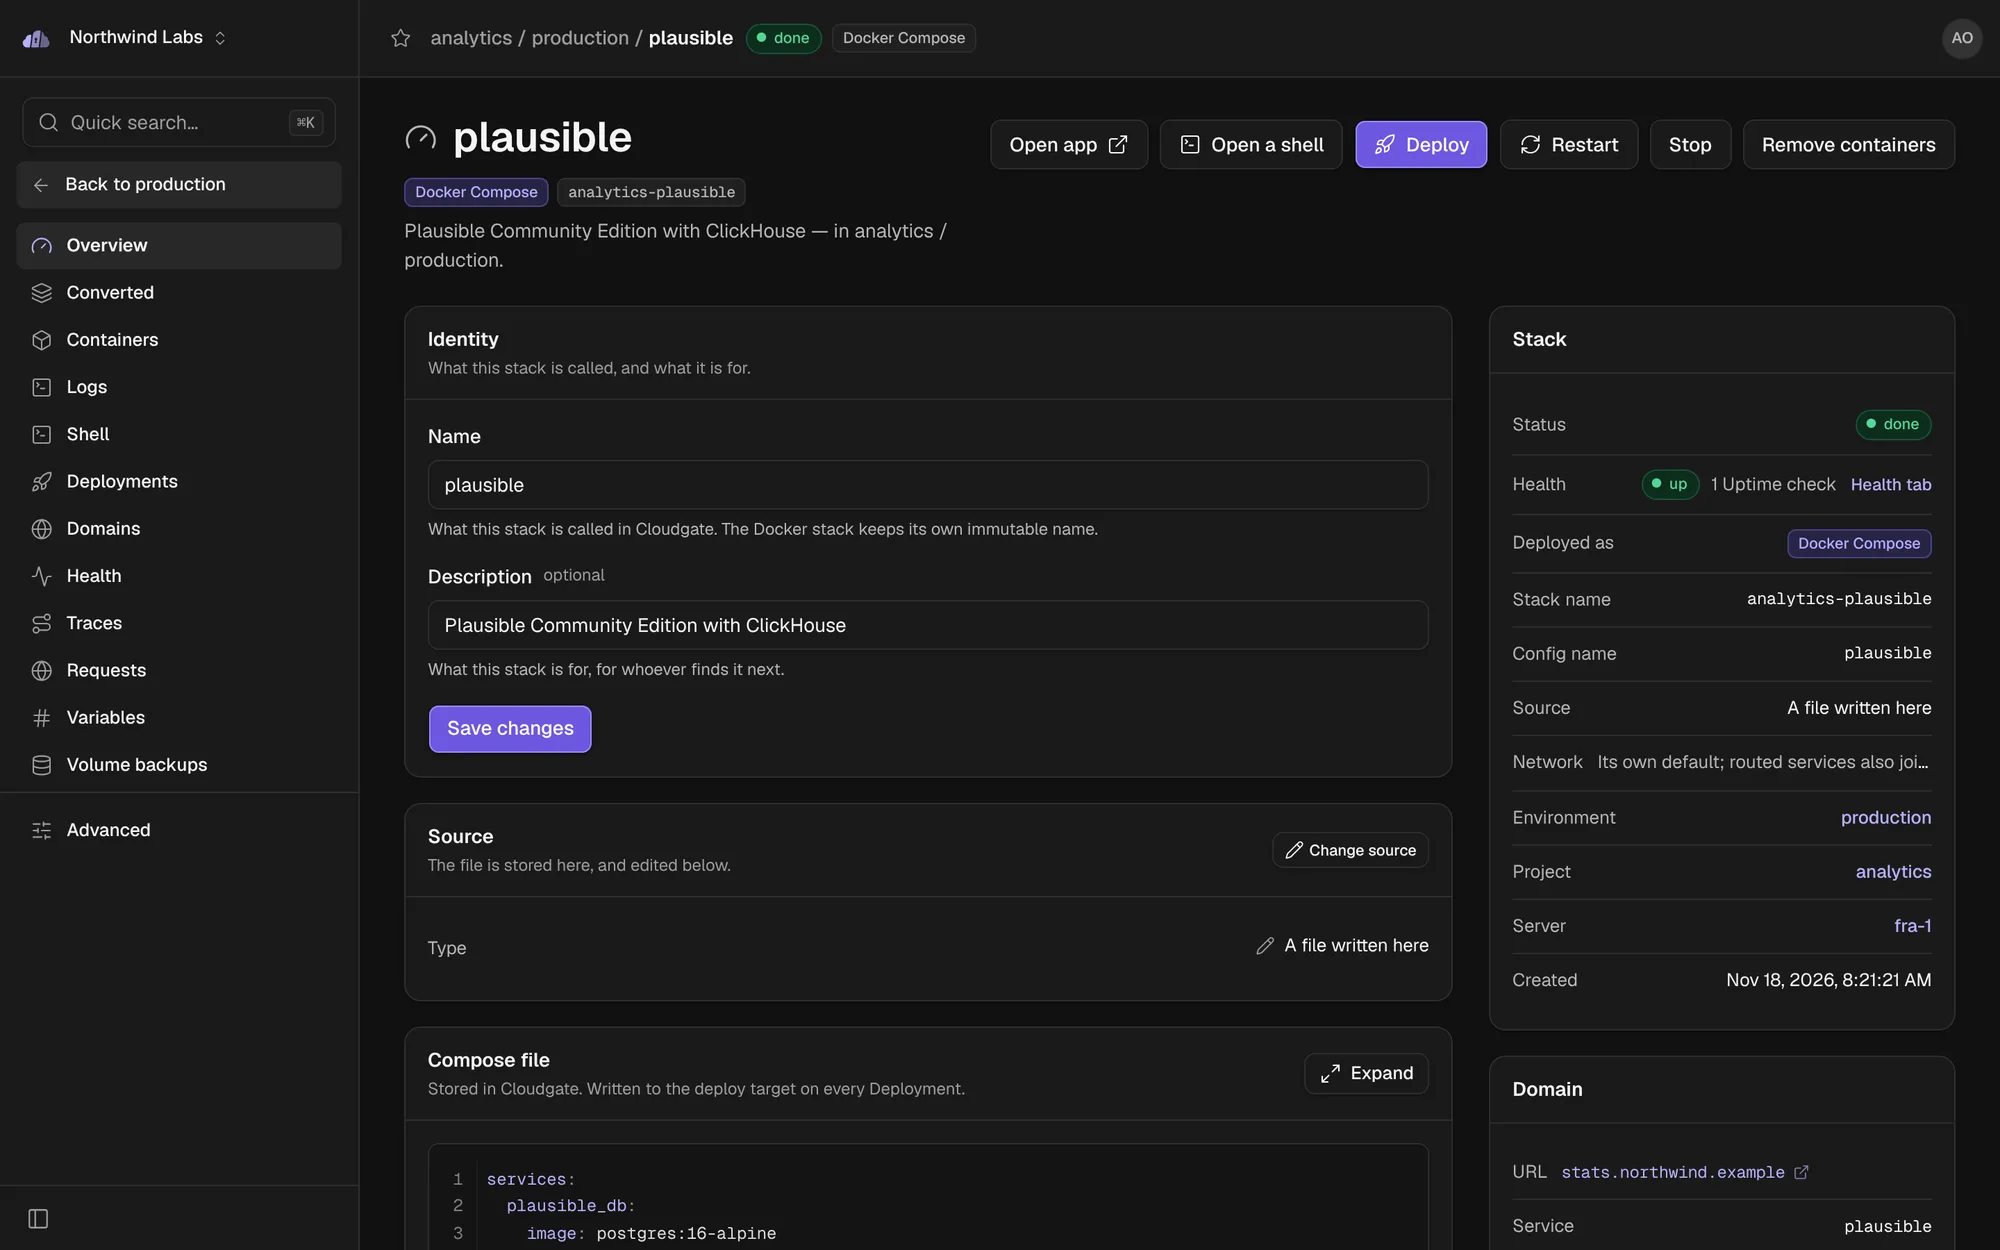 Northwind Labs
analytics / production / plausible
done
Docker Compose
AO
Quick search...
⌘K
Back to production
Overview
Converted
Containers
Logs
Shell
Deployments
Domains
Health
Traces
Requests
Variables
Volume backups
Advanced
plausible
Open app
Open a shell
Deploy
Restart
Stop
Remove containers
Docker Compose
analytics-plausible
Plausible Community Edition with ClickHouse — in analytics /
production.
Identity
What this stack is called, and what it is for.
Name
plausible
What this stack is called in Cloudgate. The Docker stack keeps its own immutable name.
Description optional
Plausible Community Edition with ClickHouse
What this stack is for, for whoever finds it next.
Save changes
Source
The file is stored here, and edited below.
Change source
Type
A file written here
Compose file
Stored in Cloudgate. Written to the deploy target on every Deployment.
Expand
1 services:
2 plausible_db:
3 image: postgres:16-alpine
Stack
Status done
Health up 1 Uptime check Health tab
Deployed as Docker Compose
Stack name analytics-plausible
Config name plausible
Source A file written here
Network Its own default; routed services also joi...
Environment production
Project analytics
Server fra-1
Created Nov 18, 2026, 8:21:21 AM
Domain
URL stats.northwind.example
Service plausible